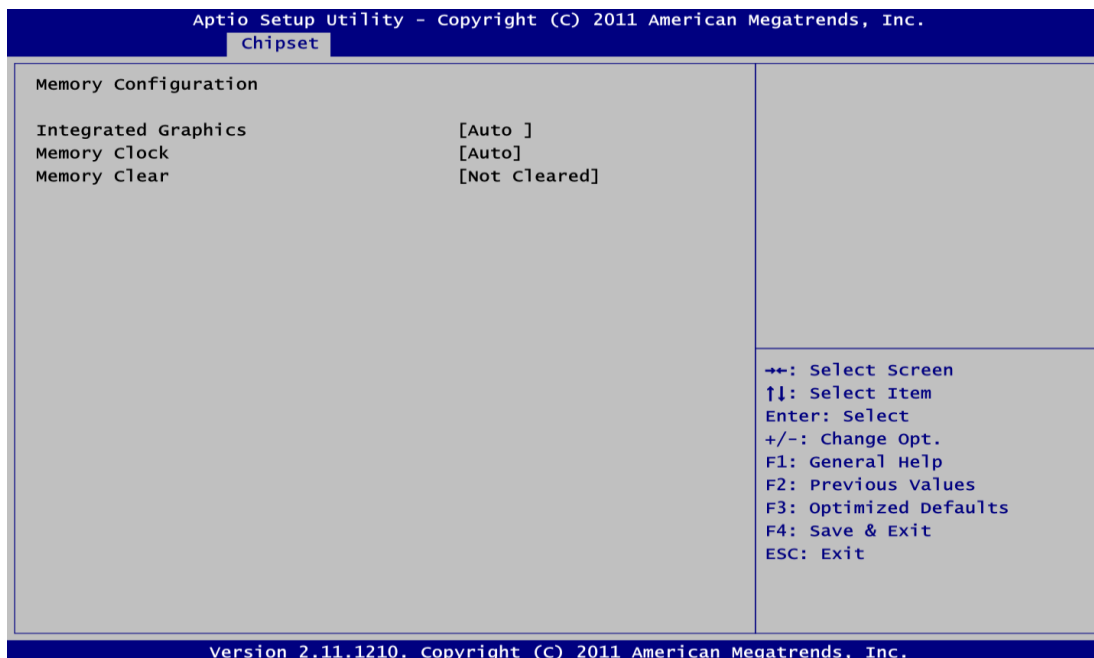 Aptio Setup Utility – Copyright (C) 2011 American Megatrends, Inc.
Chipset
Memory Configuration
Integrated Graphics [Auto ]
Memory Clock [Auto]
Memory Clear [Not Cleared]
→←: Select Screen
↑↓: Select Item
Enter: Select
+/-: Change Opt.
F1: General Help
F2: Previous Values
F3: Optimized Defaults
F4: Save & Exit
ESC: Exit
Version 2.11.1210. Copyright (C) 2011 American Megatrends, Inc.